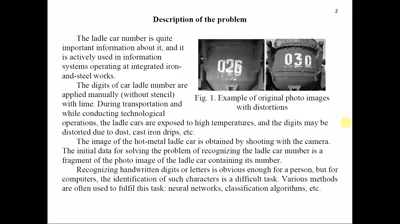 2
Description of the problem
The ladle car number is quite
important information about it, and it
is actively used in information
systems operating at integrated iron-
and-steel works.
The digits of car ladle number are
applied manually (without stencil)
with lime. During transportation and
while conducting technological
operations, the ladle cars are exposed to high temperatures, and the digits may be
distorted due to dust, cast iron drips, etc.
026
030
Fig. 1. Example of original photo images
with distortions
The image of the hot-metal ladle car is obtained by shooting with the camera.
The initial data for solving the problem of recognizing the ladle car number is a
fragment of the photo image of the ladle car containing its number.
Recognizing handwritten digits or letters is obvious enough for a person, but for
computers, the identification of such characters is a difficult task. Various methods
are often used to fulfil this task: neural networks, classification algorithms, etc.